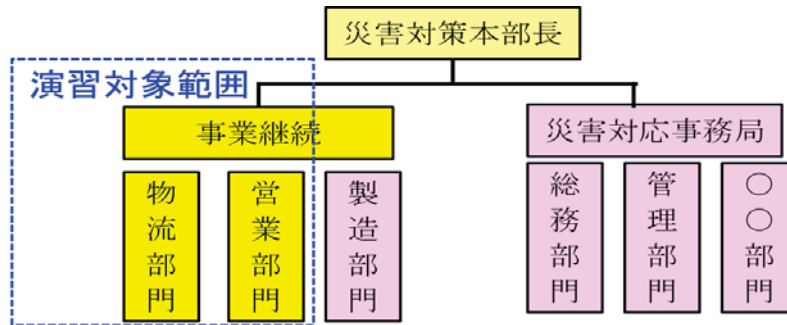 災害対策本部長
演習対象範囲
事業継続
災害対応事務局
物流部門
営業部門
製造部門
総務部門
管理部門
〇〇部門